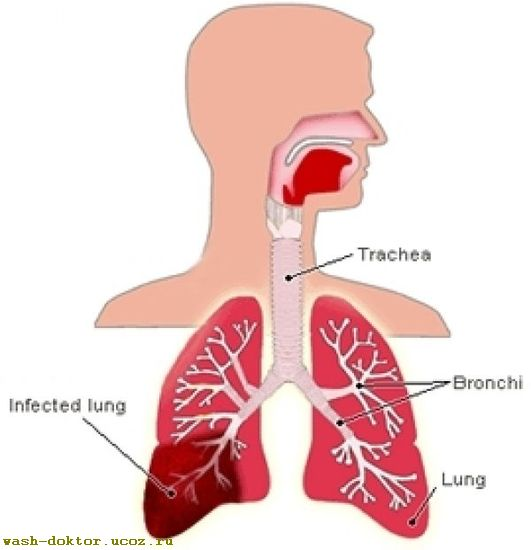 Trachea
Bronchi
Infected lung
Lung
wash-doktor.ucoz.ru